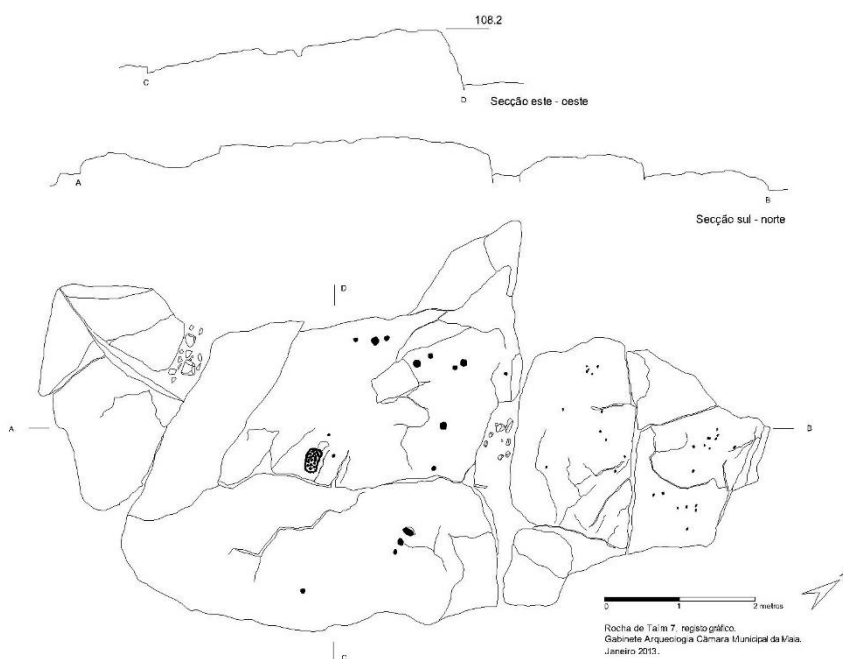 108.2
C
D
Secção este - oeste
A
B
Secção sul - norte
D
A
B
0 1 2 metros
Rocha de Taím 7, registo gráfico.
Gabinete Arqueologia Câmara Municipal da Maia.
Janeiro 2013.
C